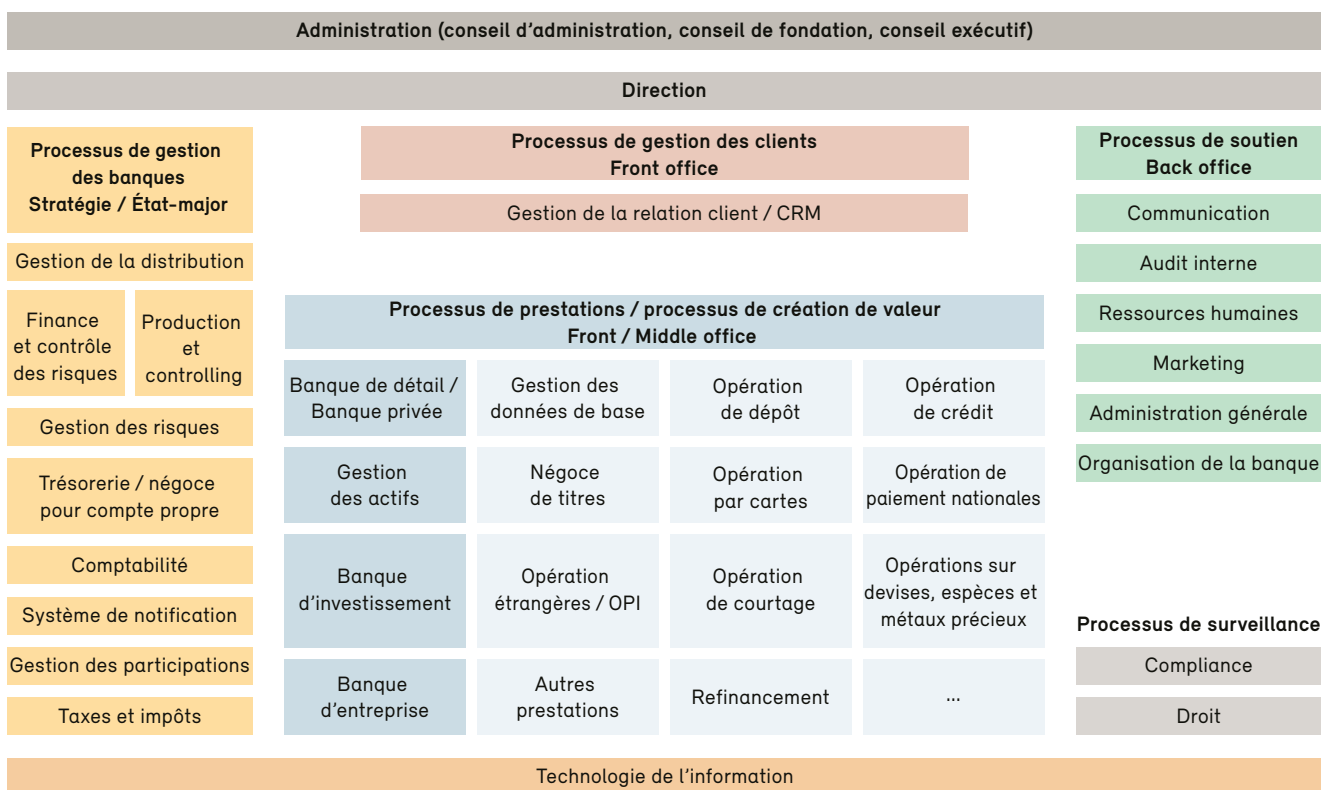 Administration (conseil d'administration, conseil de fondation, conseil exécutif)
Direction
Processus de gestion
des banques
Stratégie / État-major
Gestion de la distribution
Finance
et contrôle
des risques
Production
et
controlling
Gestion des risques
Trésorerie / négoce
pour compte propre
Comptabilité
Système de notification
Gestion des participations
Taxes et impôts
Processus de gestion des clients
Front office
Gestion de la relation client / CRM
Processus de prestations / processus de création de valeur
Front / Middle office
Banque de détail /
Banque privée
Gestion des
données de base
Opération
de dépôt
Opération
de crédit
Gestion
des actifs
Négoce
de titres
Opération
par cartes
Opération de
paiement nationales
Banque
d'investissement
Opération
étrangères / OPI
Opération
de courtage
Opérations sur
devises, espèces et
métaux précieux
Banque
d'entreprise
Autres
prestations
Refinancement
...
Processus de soutien
Back office
Communication
Audit interne
Ressources humaines
Marketing
Administration générale
Organisation de la banque
Processus de surveillance
Compliance
Droit
Technologie de l'information